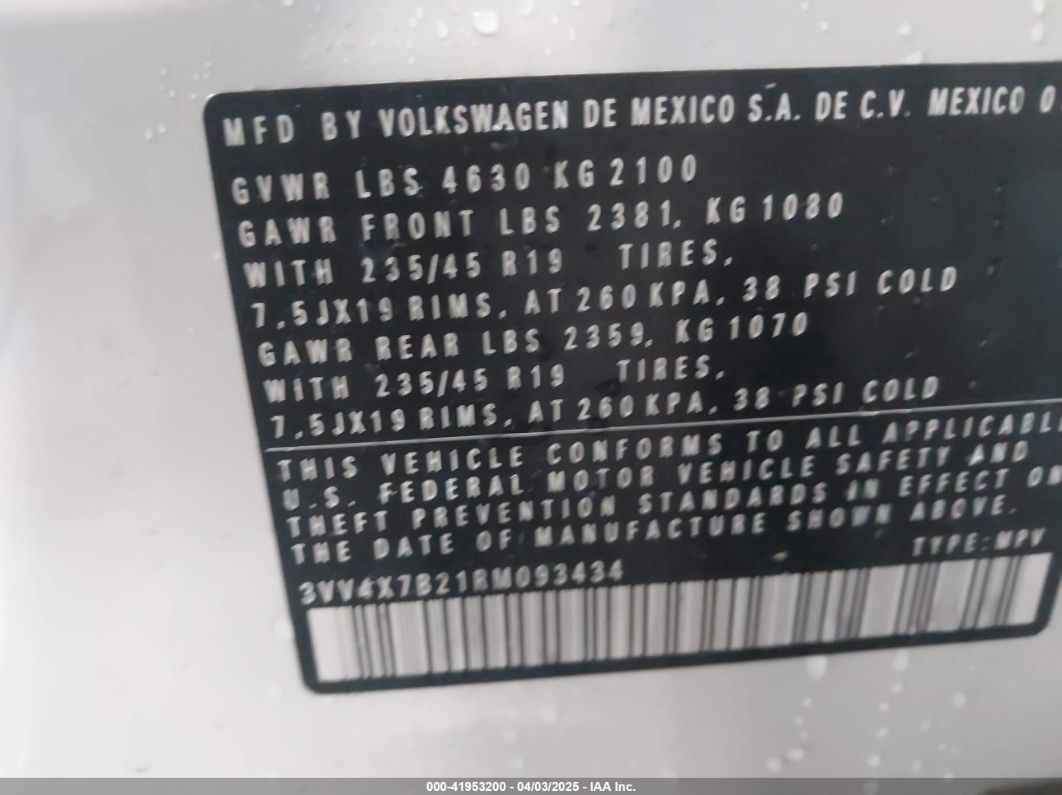 MFD BY VOLKSWAGEN DE MEXICO S.A. DE C.V. MEXICO 0
GVWR LBS 4630 KG 2100
GAWR FRONT LBS 2381, KG 1080
WITH 235/45 R19 TIRES,
7.5JX19 RIMS, AT 260 KPA, 38 PSI COLD
GAWR REAR LBS 2359, KG 1070
WITH 235/45 R19 TIRES,
7.5JX19 RIMS, AT 260 KPA, 38 PSI COLD
THIS VEHICLE CONFORMS TO ALL APPLICABLE
U.S. FEDERAL MOTOR VEHICLE SAFETY AND
THEFT PREVENTION STANDARDS IN EFFECT ON
THE DATE OF MANUFACTURE SHOWN ABOVE.
TYPE: MPV
3VV4X7B21RM093434
000-41953200 - 04/03/2025 - IAA Inc.